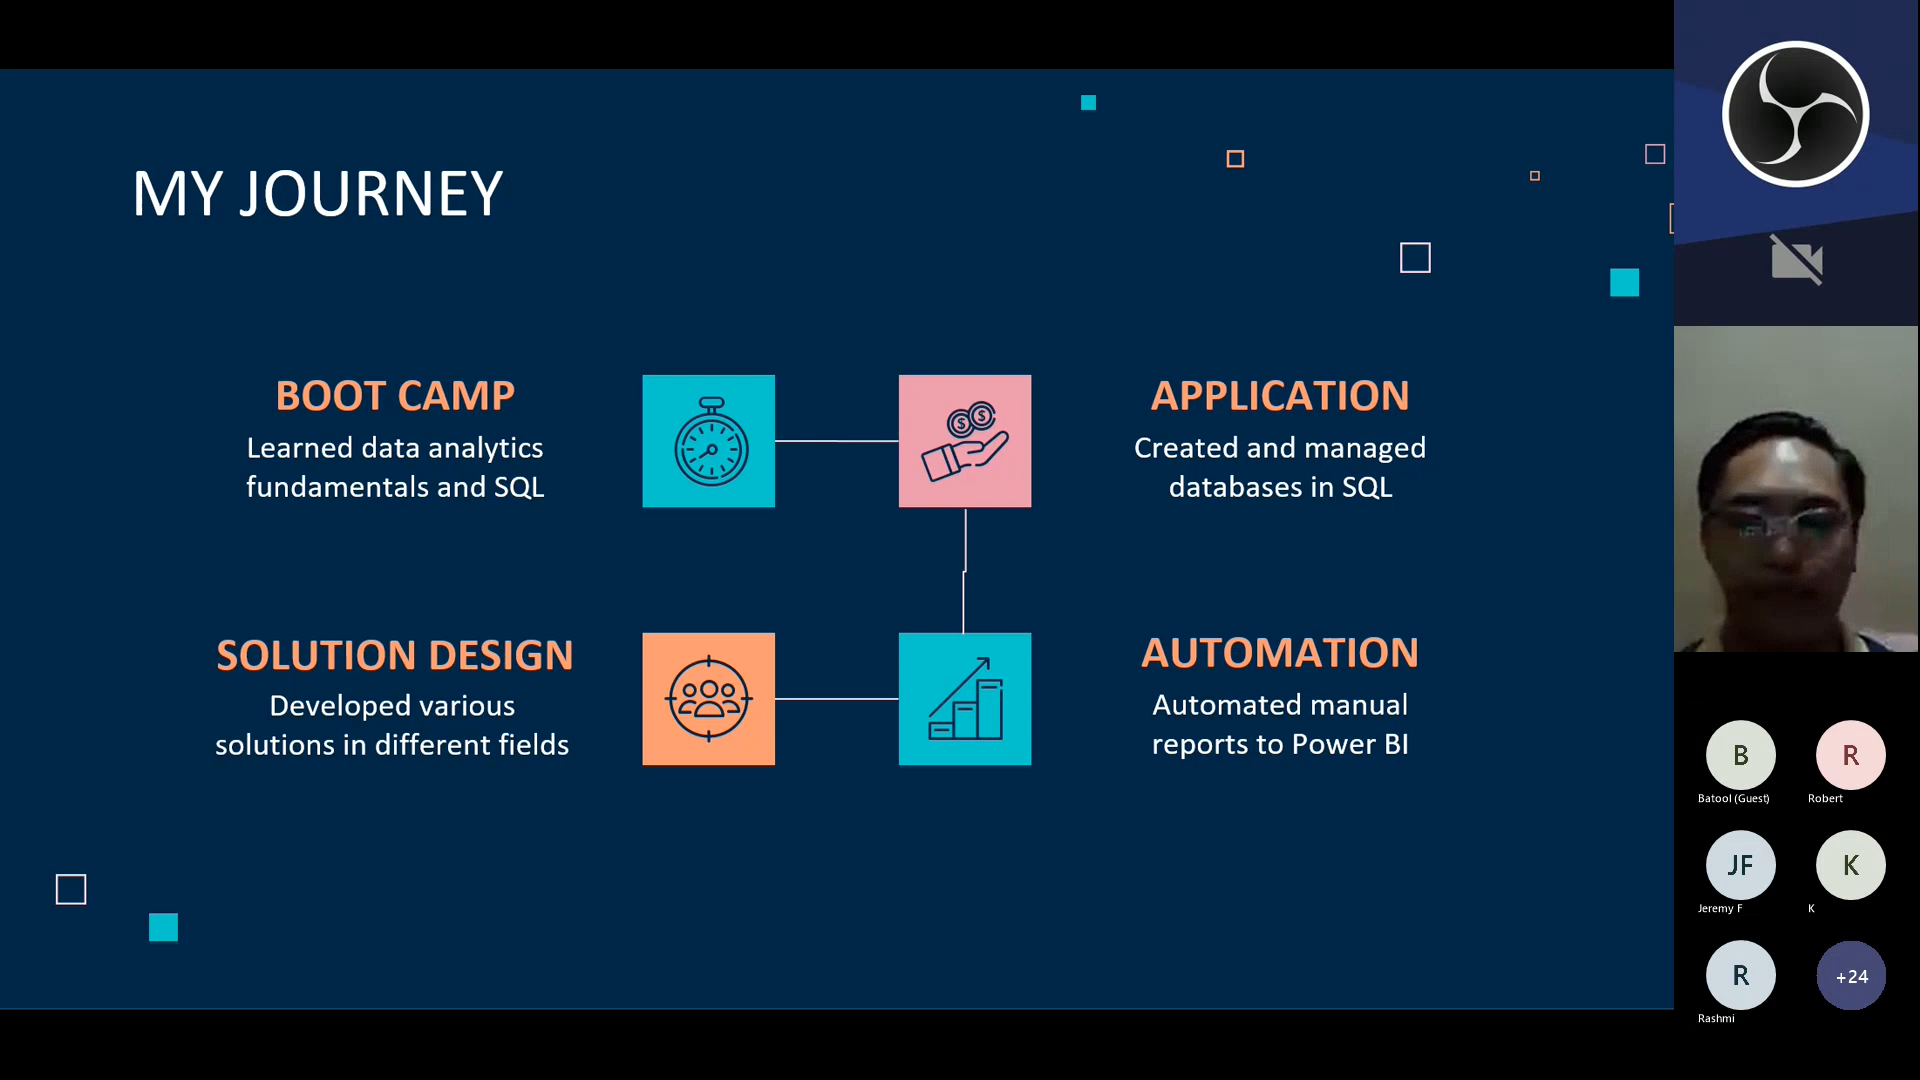 MY JOURNEY
BOOT CAMP
Learned data analytics
fundamentals and SQL
APPLICATION
Created and managed
databases in SQL
SOLUTION DESIGN
Developed various
solutions in different fields
AUTOMATION
Automated manual
reports to Power BI
$ $
B
Batool (Guest)
R
Robert
JF
Jeremy F
K
K
R
Rashmi
+24